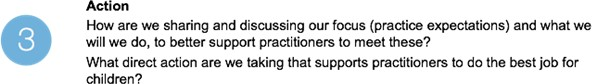 3
Action
How are we sharing and discussing our focus (practice expectations) and what we
will we do, to better support practitioners to meet these?
What direct action are we taking that supports practitioners to do the best job for
children?